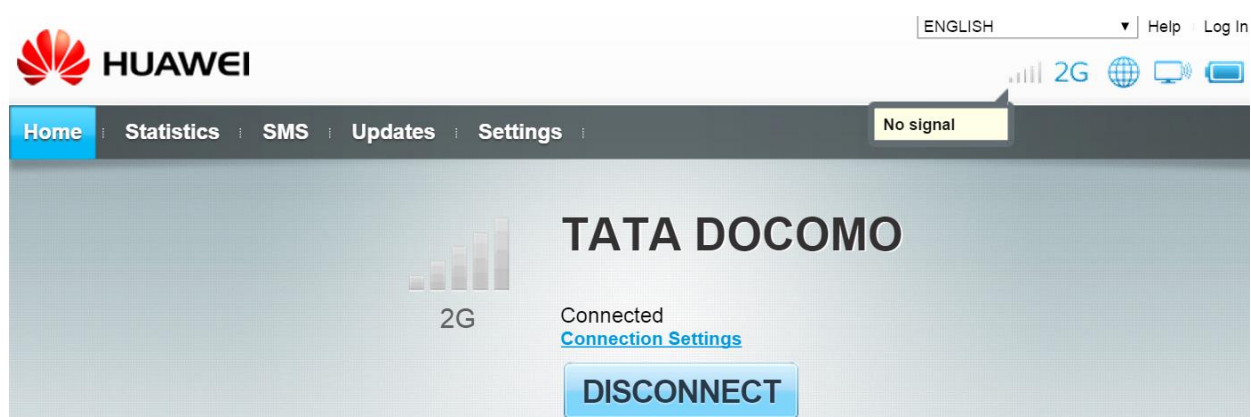 ENGLISH Help Log In
HUAWEI
2G
No signal
Home Statistics SMS Updates Settings
TATA DOCOMO
2G
Connected
Connection Settings
DISCONNECT